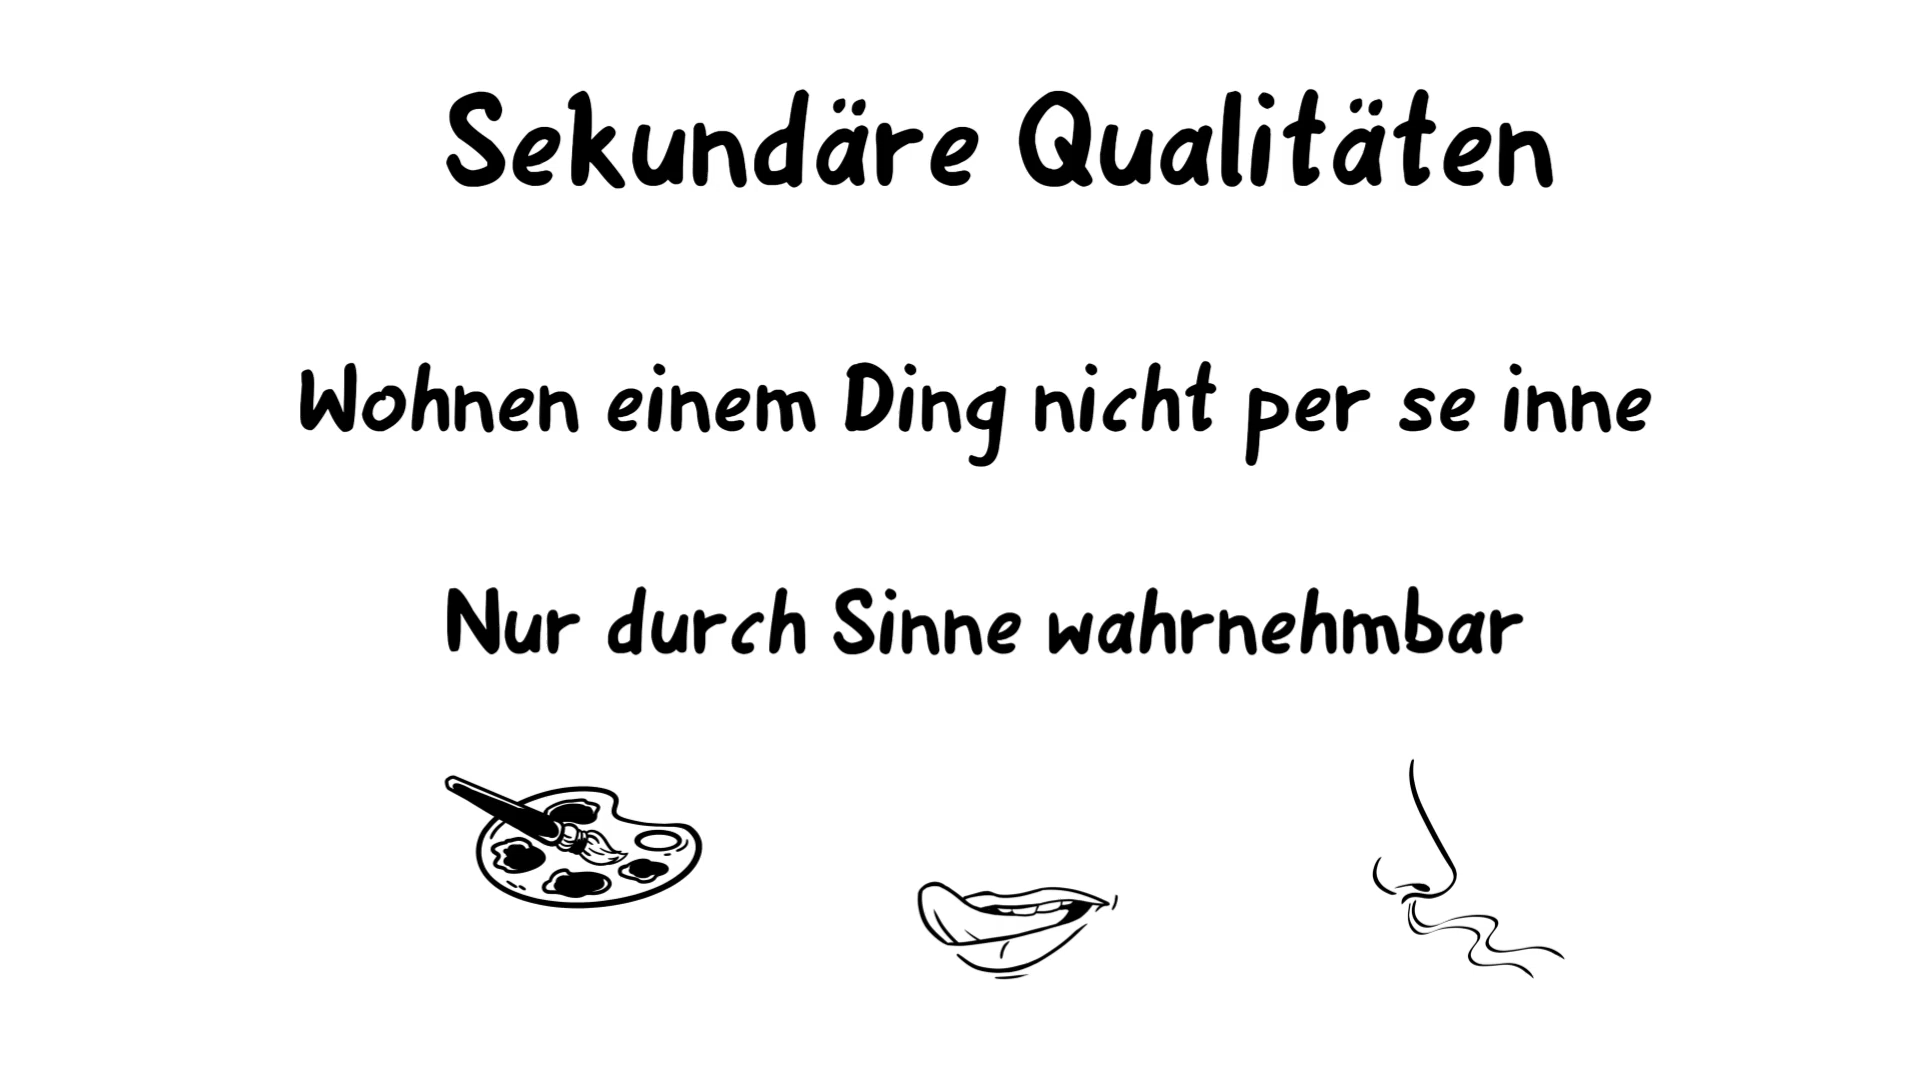 Sekundäre Qualitäten
Wohnen einem Ding nicht per se inne
Nur durch Sinne wahrnehmbar